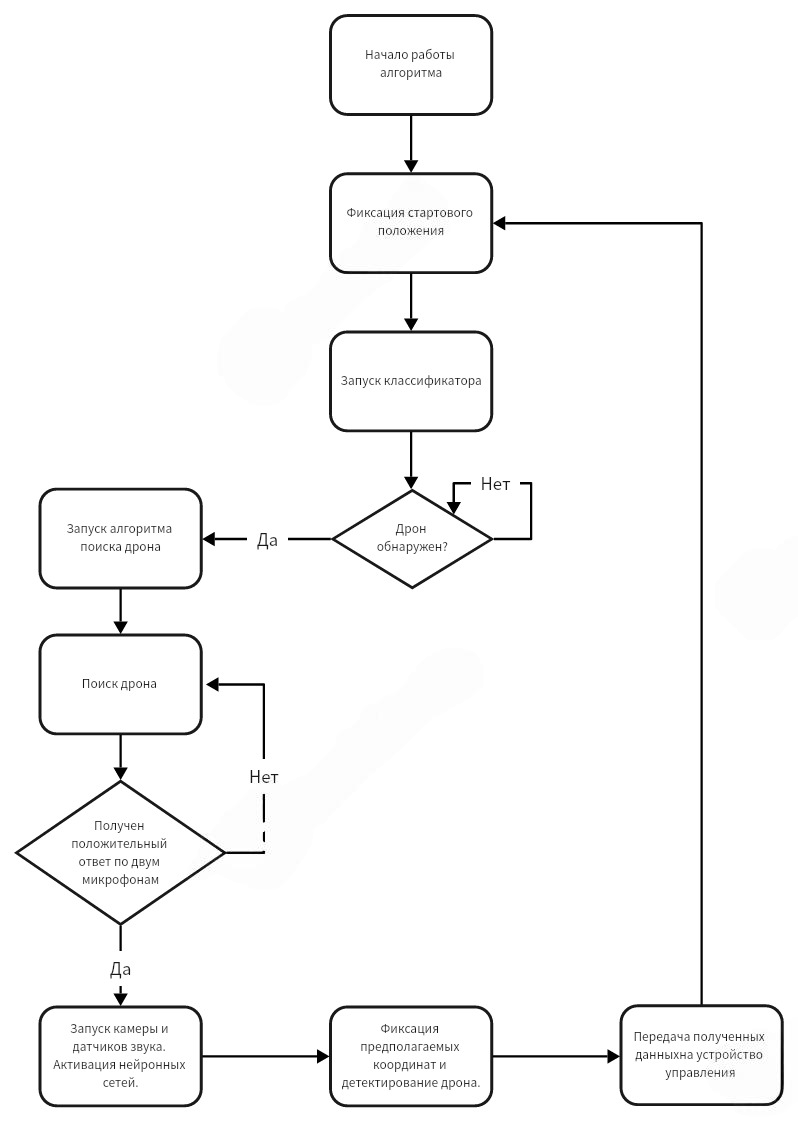 Начало работы
алгоритма
Фиксация стартового
положения
Запуск классификатора
Нет
Дрон
обнаружен?
Да
Запуск алгоритма
поиска дрона
Поиск дрона
Нет
Получен
положительный
ответ по двум
микрофонам
Да
Запуск камеры и
датчиков звука.
Активация нейронных
сетей.
Фиксация
предполагаемых
координат и
детектирование дрона.
Передача полученных
данныхна устройство
управления